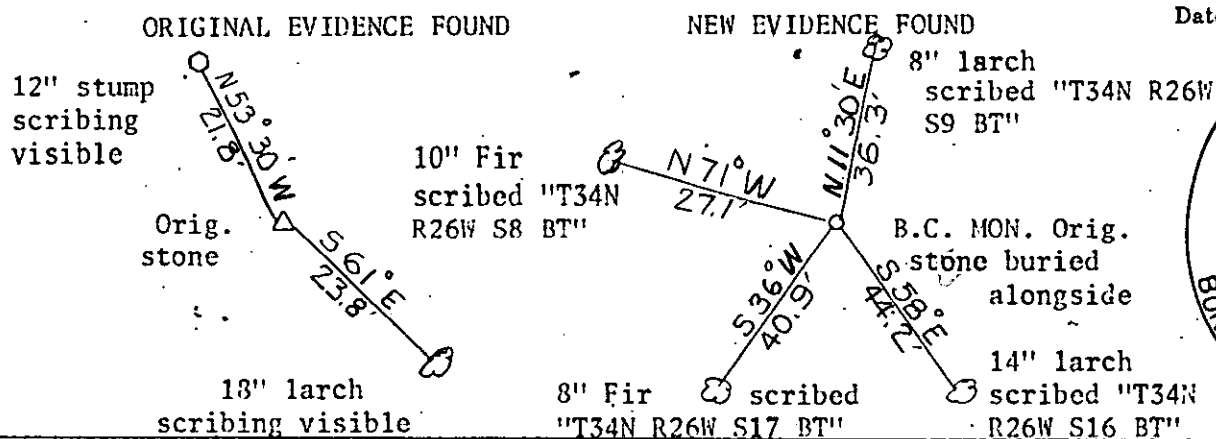 ORIGINAL EVIDENCE FOUND
12" stump
scribing
visible
N53°30'W
21.8'
Orig.
stone
S61°E
23.8'
18" larch
scribing visible
NEW EVIDENCE FOUND
Dat
8" larch
scribed "T34N R26W
S9 BT"
N11°30'E
36.3'
10" Fir
scribed "T34N
R26W S8 BT"
N71°W
27.1'
B.C. MON. Orig.
stone buried
alongside
S36°W
40.9'
S58°E
44.2'
8" Fir scribed
"T34N R26W S17 BT"
14" larch
scribed "T34N
R26W S16 BT"